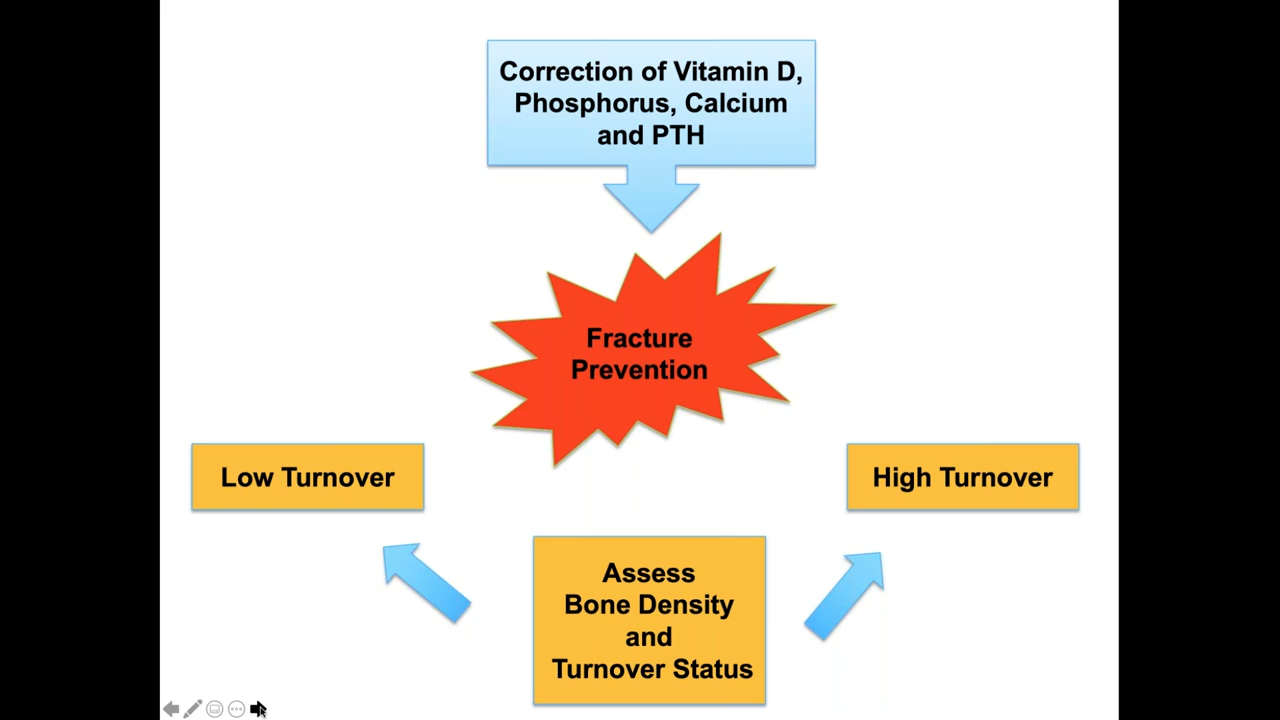 Correction of Vitamin D,
Phosphorus, Calcium
and PTH
Fracture
Prevention
Low Turnover
High Turnover
Assess
Bone Density
and
Turnover Status